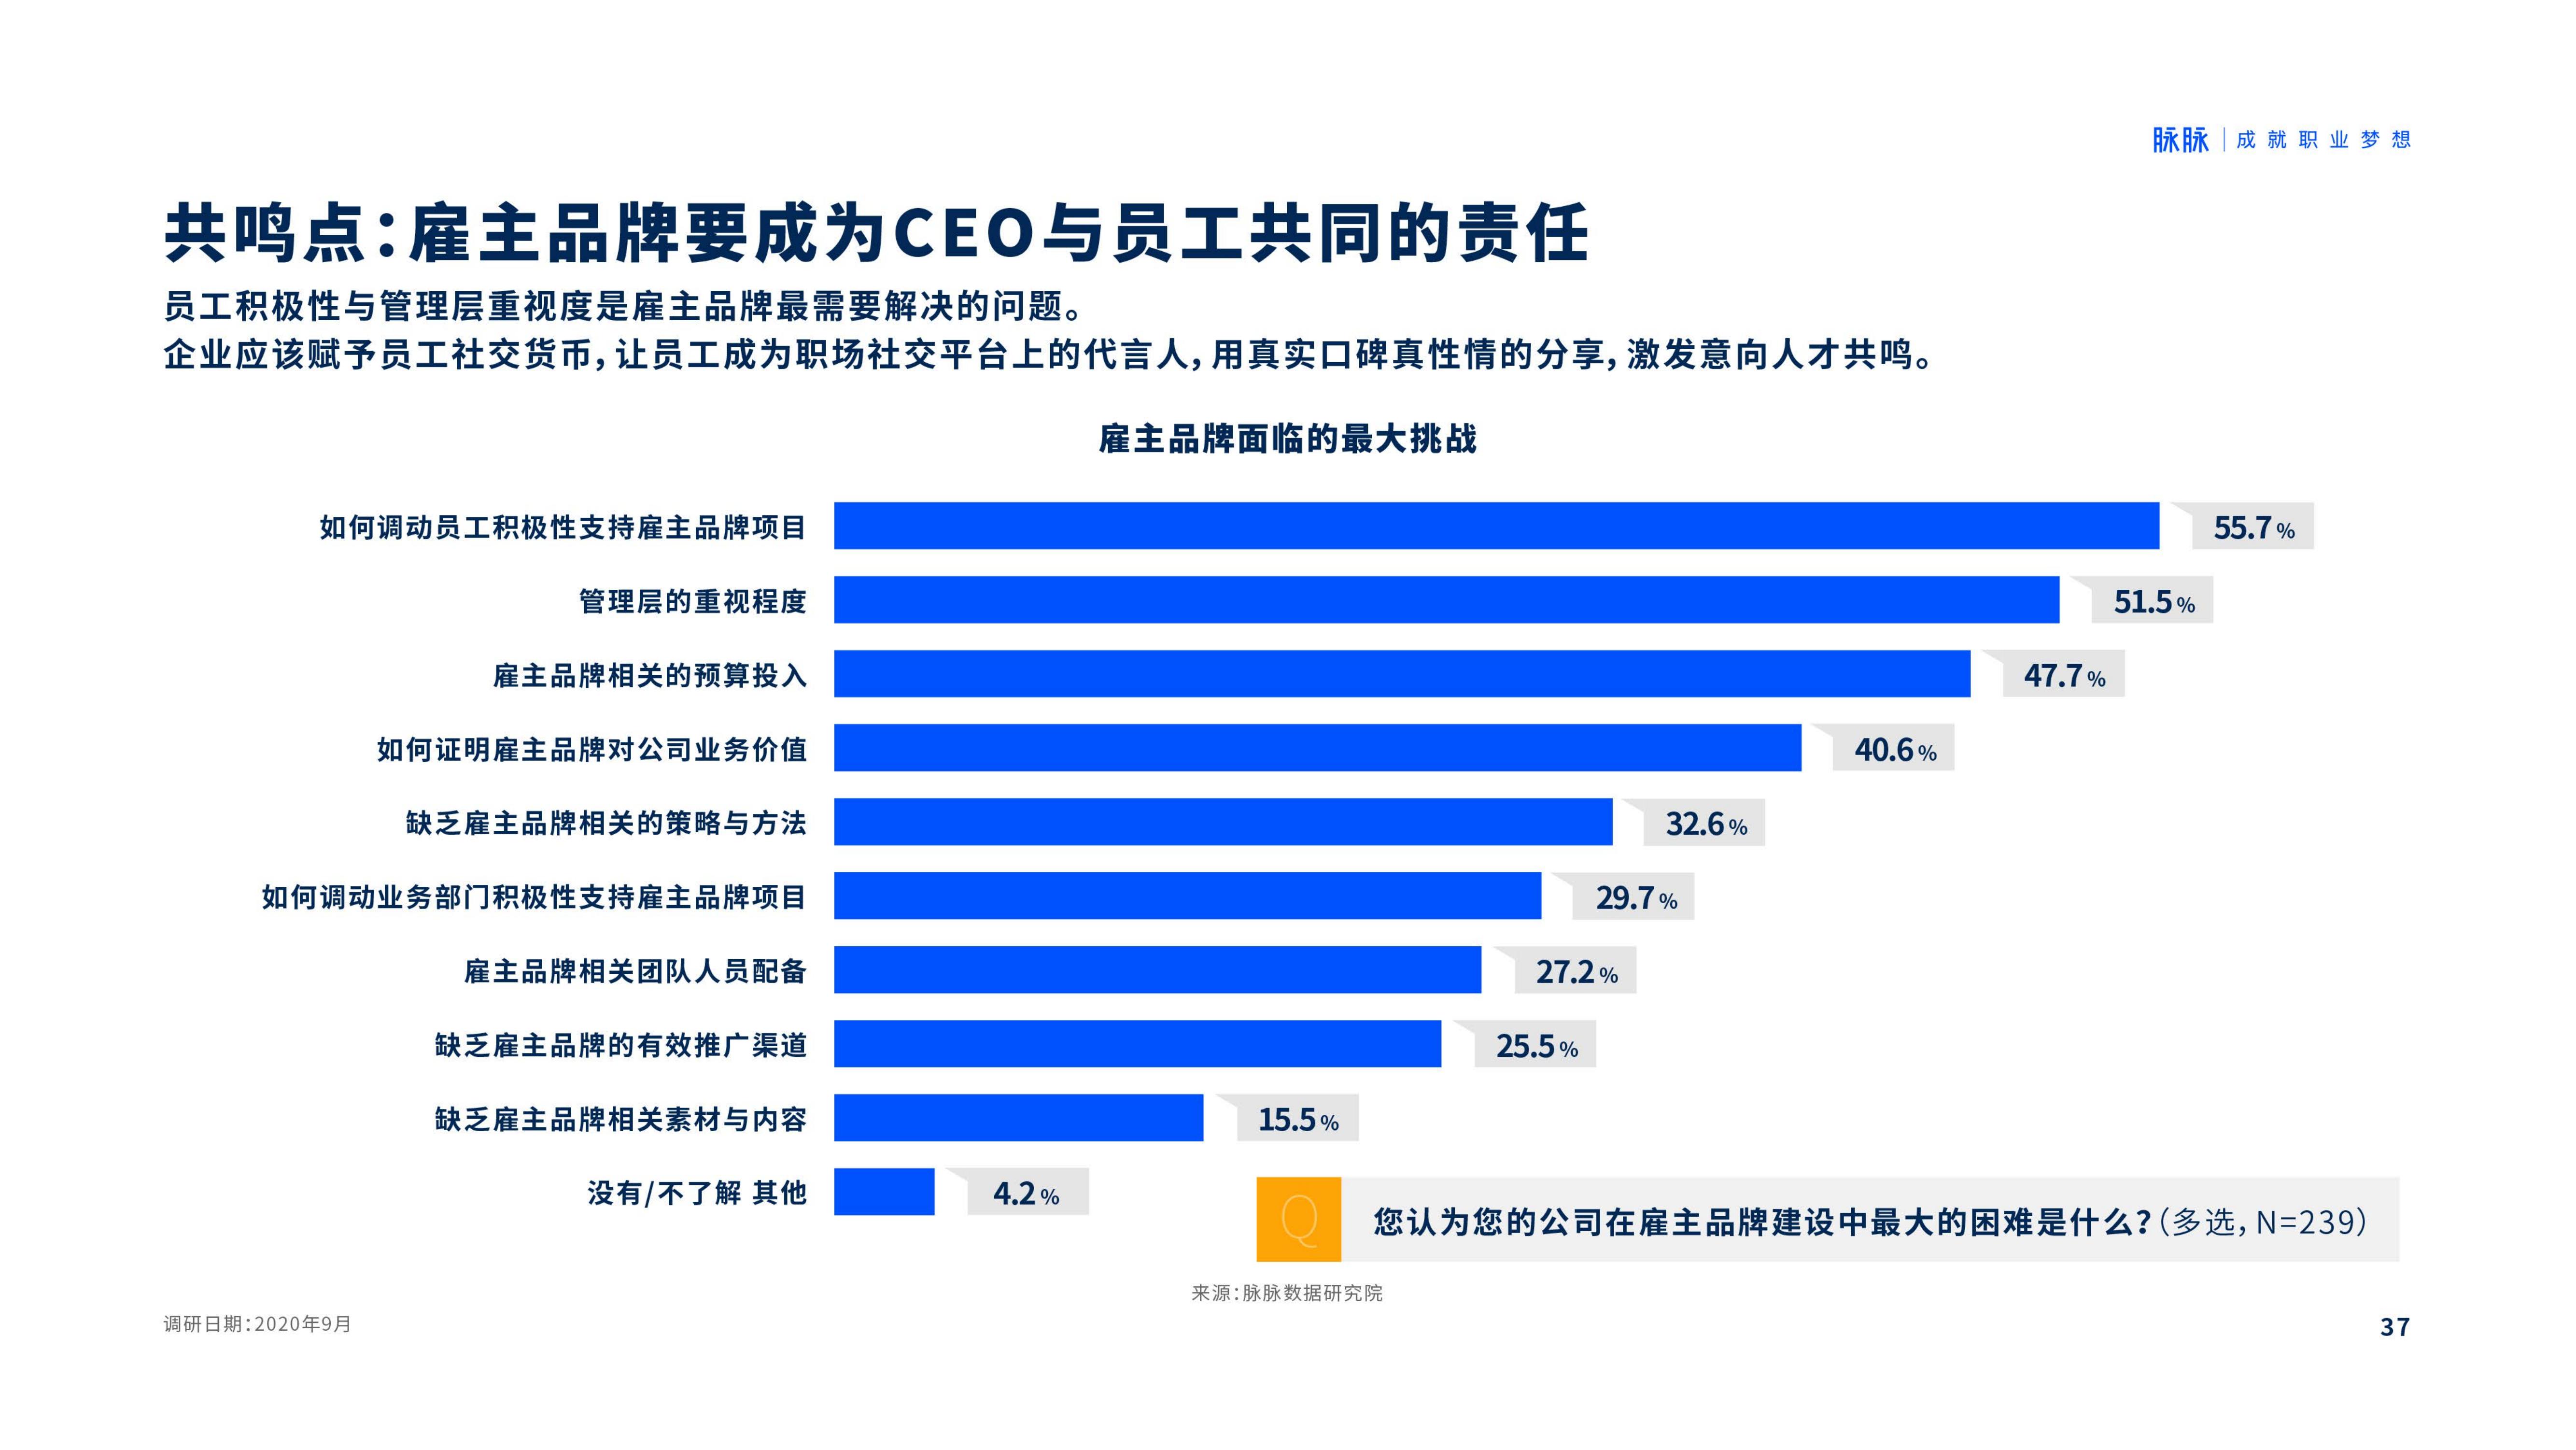 脉脉 | 成就职业梦想
共鸣点：雇主品牌要成为CEO与员工共同的责任
员工积极性与管理层重视度是雇主品牌最需要解决的问题。
企业应该赋予员工社交货币，让员工成为职场社交平台上的代言人，用真实口碑真性情的分享，激发意向人才共鸣。
雇主品牌面临的最大挑战
如何调动员工积极性支持雇主品牌项目 55.7%
管理层的重视程度 51.5%
雇主品牌相关的预算投入 47.7%
如何证明雇主品牌对公司业务价值 40.6%
缺乏雇主品牌相关的策略与方法 32.6%
如何调动业务部门积极性支持雇主品牌项目 29.7%
雇主品牌相关团队人员配备 27.2%
缺乏雇主品牌的有效推广渠道 25.5%
缺乏雇主品牌相关素材与内容 15.5%
没有/不了解 其他 4.2%
Q 您认为您的公司在雇主品牌建设中最大的困难是什么？（多选，N=239）
来源：脉脉数据研究院
调研日期：2020年9月
37